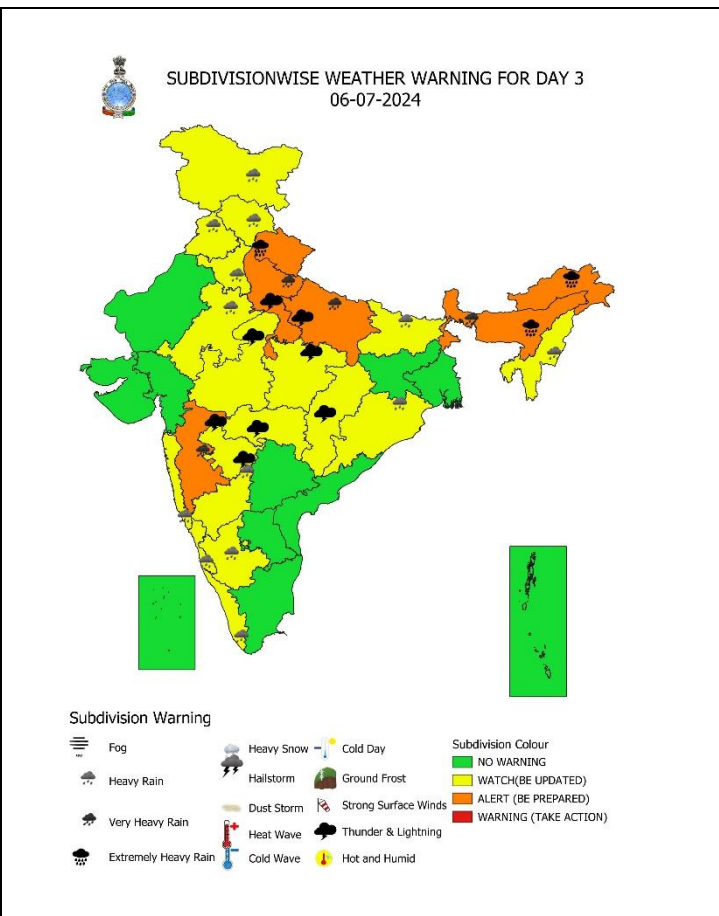 SUBDIVISIONWISE WEATHER WARNING FOR DAY 3
06-07-2024
Subdivision Warning
Fog
Heavy Rain
Very Heavy Rain
Extremely Heavy Rain
Heavy Snow
Hailstorm
Dust Storm
Heat Wave
Cold Wave
Cold Day
Ground Frost
Strong Surface Winds
Thunder & Lightning
Hot and Humid
Subdivision Colour
NO WARNING
WATCH(BE UPDATED)
ALERT (BE PREPARED)
WARNING (TAKE ACTION)